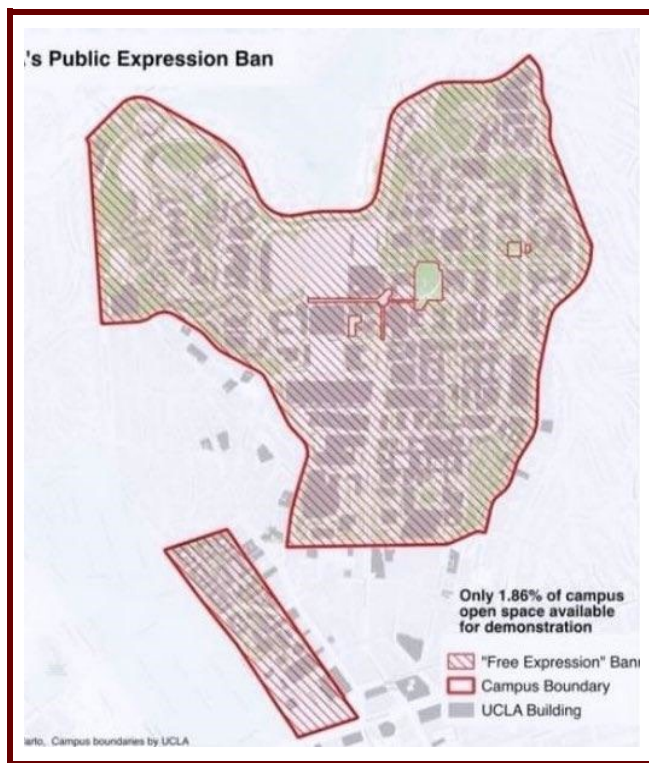 's Public Expression Ban
Only 1.86% of campus
open space available
for demonstration
"Free Expression"
Campus Boundary
UCLA Building
Campus boundaries by UCLA